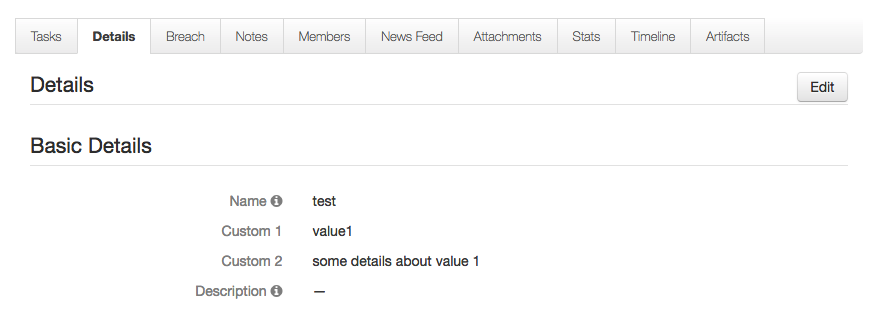 Tasks Details Breach Notes Members News Feed Attachments Stats Timeline Artifacts
Details Edit
Basic Details
Name test
Custom 1 value1
Custom 2 some details about value 1
Description —